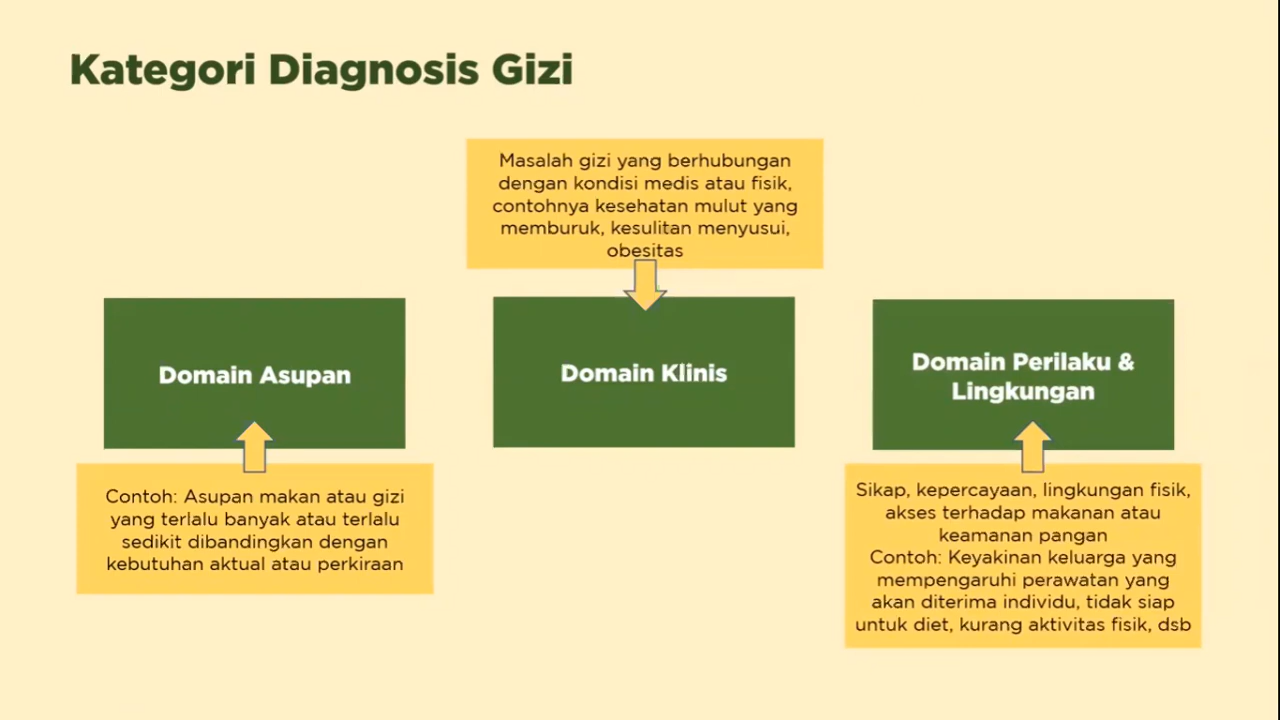 Kategori Diagnosis Gizi
Masalah gizi yang berhubungan
dengan kondisi medis atau fisik,
contohnya kesehatan mulut yang
memburuk, kesulitan menyusui,
obesitas
Domain Asupan
Domain Klinis
Domain Perilaku &
Lingkungan
Contoh: Asupan makan atau gizi
yang terlalu banyak atau terlalu
sedikit dibandingkan dengan
kebutuhan aktual atau perkiraan
Sikap, kepercayaan, lingkungan fisik,
akses terhadap makanan atau
keamanan pangan
Contoh: Keyakinan keluarga yang
mempengaruhi perawatan yang
akan diterima individu, tidak siap
untuk diet, kurang aktivitas fisik, dsb